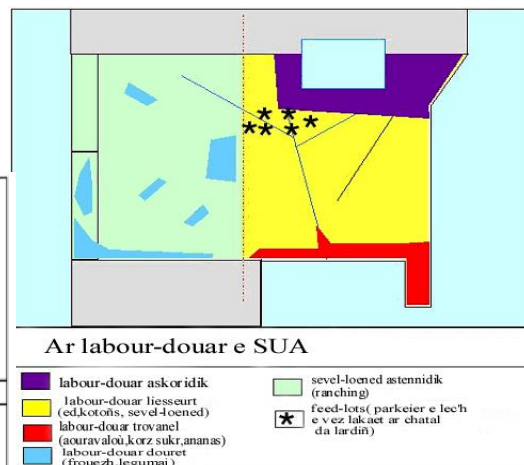 Ar labour-douar e SUA
labour-douar askoridik
labour-douar liesseurt
(ed,kotoñs, sevel-loened)
labour-douar trovanel
(aouravaloù,korz sukr,ananas)
labour-douar douret
(frouezh,legumaj)
sevel-loened astennidik
(ranching)
feed-lots( parkeier e lec'h
e vez lakaet ar chatal
da lardiñ)